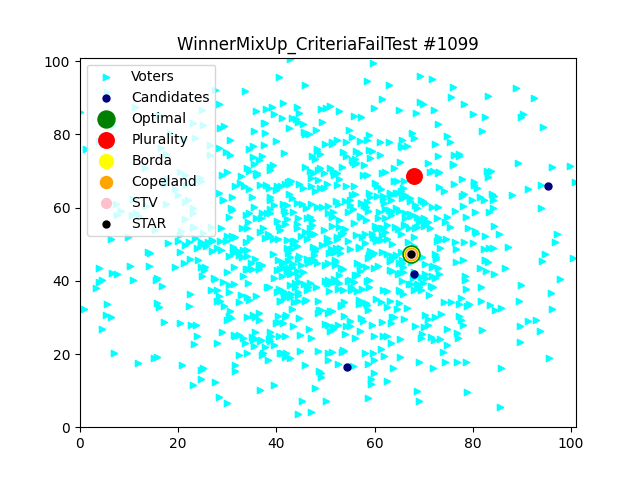 WinnerMixUp_CriteriaFailTest #1099
100
80
60
40
20
0
Voters
Candidates
Optimal
Plurality
Borda
Copeland
STV
STAR
0 20 40 60 80 100